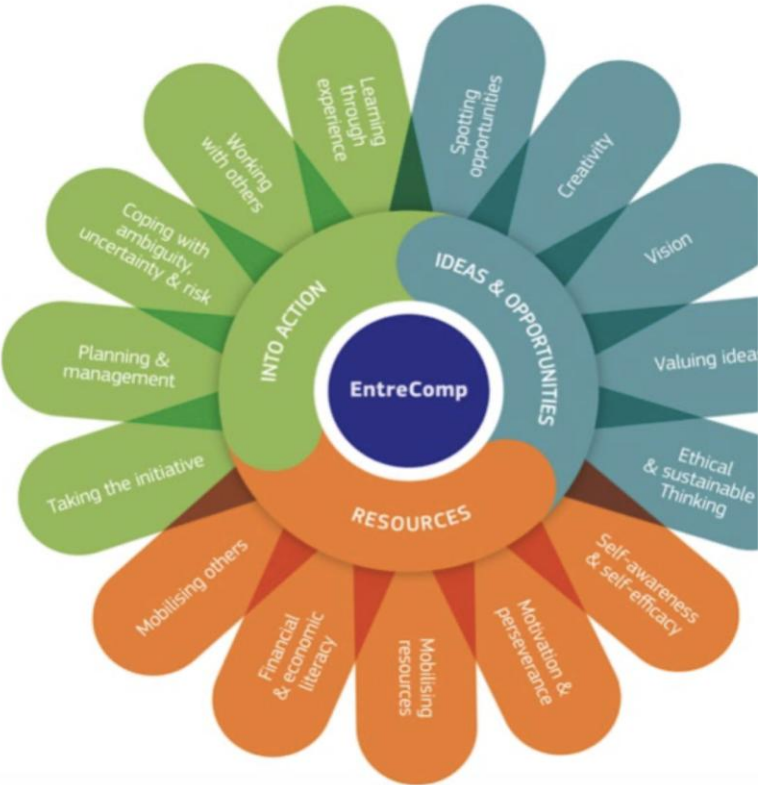 EntreComp
IDEAS & OPPORTUNITIES
Spotting
opportunities
Creativity
Vision
Valuing idea
Ethical
& sustainable
Thinking
RESOURCES
Self-awareness
& self-efficacy
Motivation &
perseverance
Mobilising
resources
Financial
& economic
literacy
Mobilising others
INTO ACTION
Taking the initiative
Planning &
management
Coping with
ambiguity,
uncertainty & risk
Working
with others
Learning
through
experience